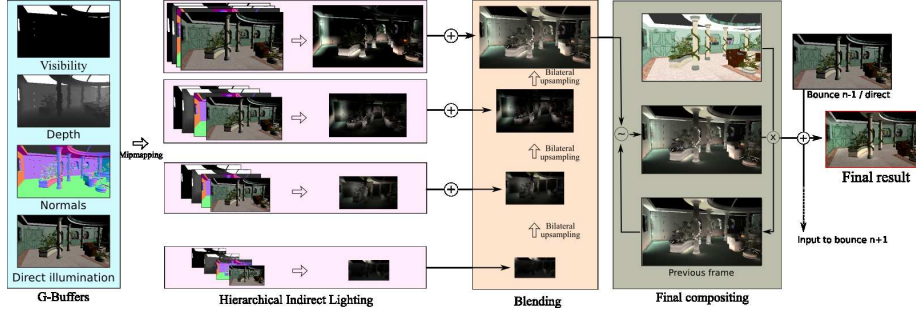 Visibility
Depth
Normals
Direct illumination
G-Buffers
Mipmapping
Hierarchical Indirect Lighting
Bilateral
upsampling
Bilateral
upsampling
Bilateral
upsampling
Blending
Previous frame
Final compositing
Bounce n-1 / direct
Final result
Input to bounce n+1